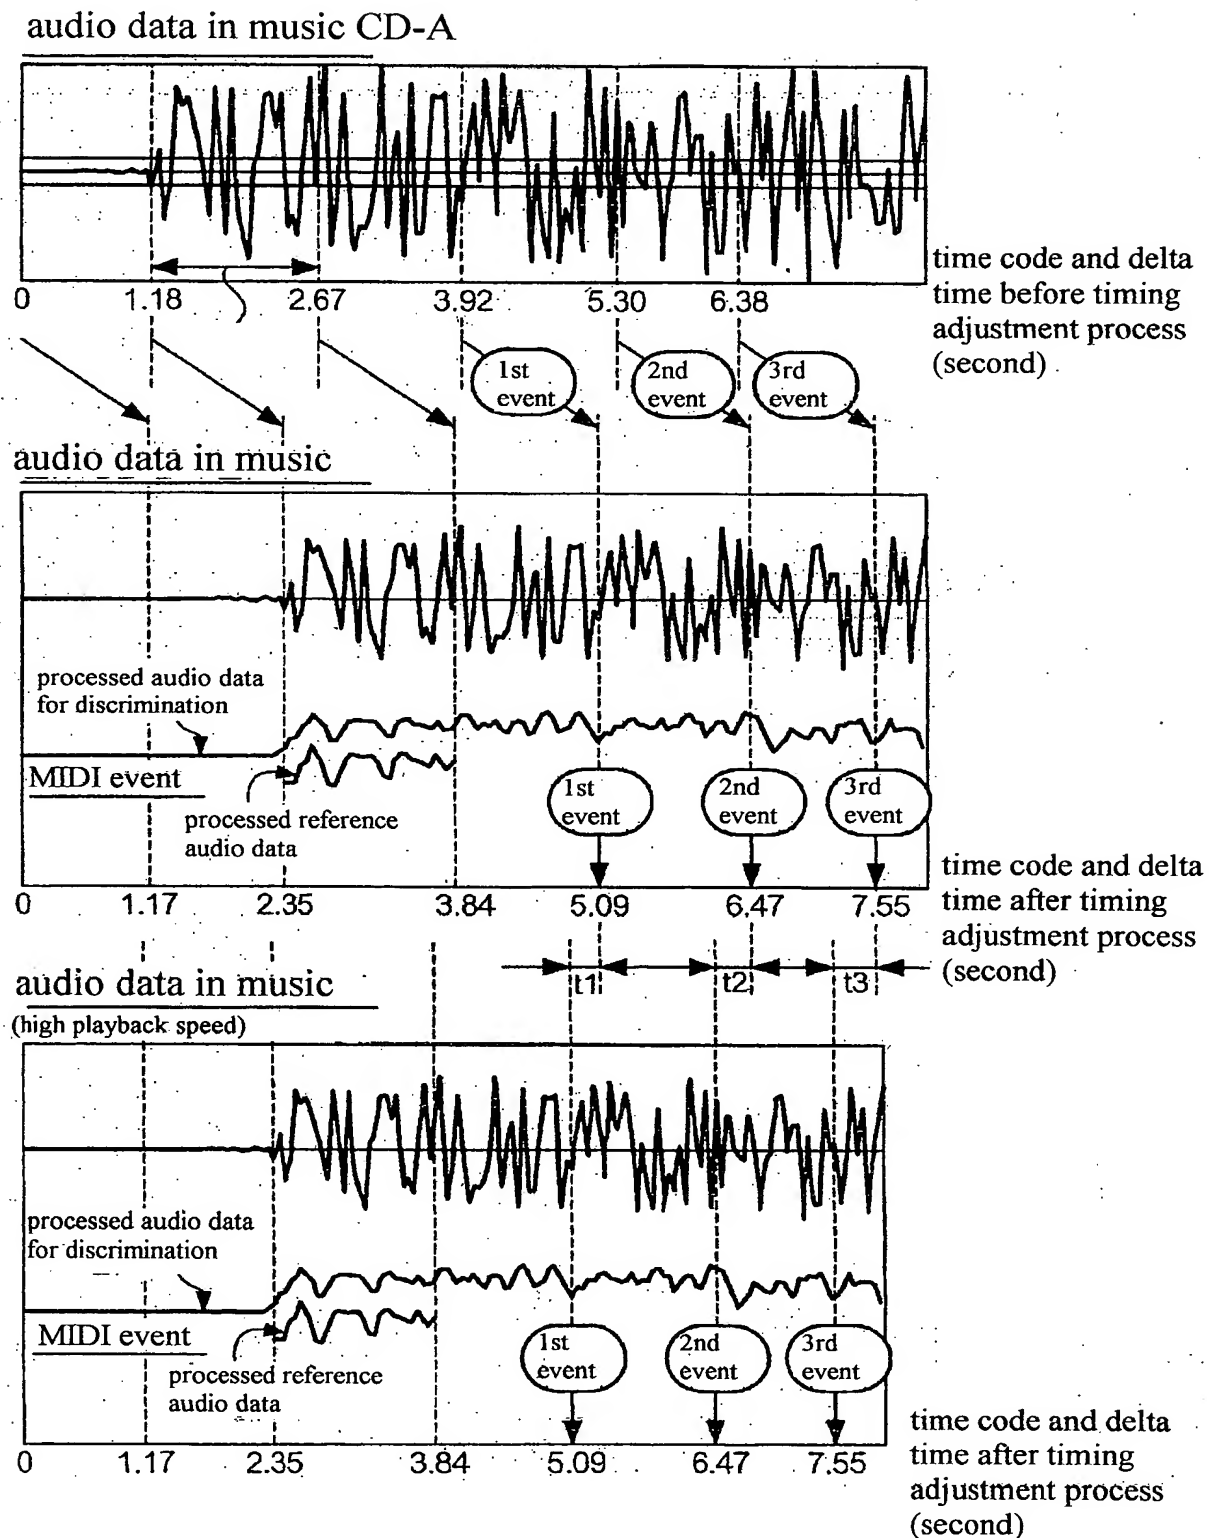 audio data in music CD-A
time code and delta
time before timing
adjustment process
(second)
0 1.18 2.67 3.92 5.30 6.38
1st
event
2nd
event
3rd
event
audio data in music
processed audio data
for discrimination
MIDI event
processed reference
audio data
1st
event
2nd
event
3rd
event
0 1.17 2.35 3.84 5.09 6.47 7.55
time code and delta
time after timing
adjustment process
(second)
t1 t2 t3
audio data in music
(high playback speed)
processed audio data
for discrimination
MIDI event
processed reference
audio data
1st
event
2nd
event
3rd
event
0 1.17 2.35 3.84 5.09 6.47 7.55
time code and delta
time after timing
adjustment process
(second)